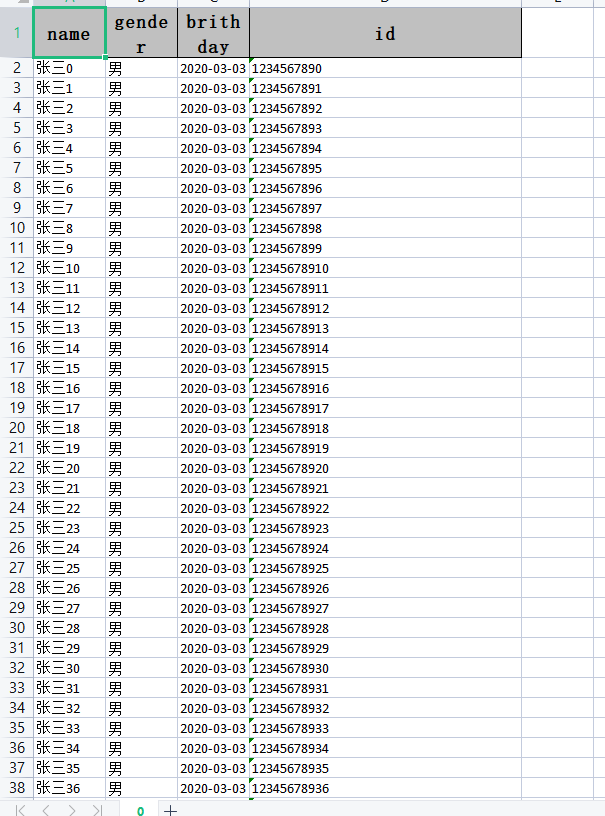 name gender brithday id
1
2 张三0 男 2020-03-03 1234567890
3 张三1 男 2020-03-03 1234567891
4 张三2 男 2020-03-03 1234567892
5 张三3 男 2020-03-03 1234567893
6 张三4 男 2020-03-03 1234567894
7 张三5 男 2020-03-03 1234567895
8 张三6 男 2020-03-03 1234567896
9 张三7 男 2020-03-03 1234567897
10 张三8 男 2020-03-03 1234567898
11 张三9 男 2020-03-03 1234567899
12 张三10 男 2020-03-03 12345678910
13 张三11 男 2020-03-03 12345678911
14 张三12 男 2020-03-03 12345678912
15 张三13 男 2020-03-03 12345678913
16 张三14 男 2020-03-03 12345678914
17 张三15 男 2020-03-03 12345678915
18 张三16 男 2020-03-03 12345678916
19 张三17 男 2020-03-03 12345678917
20 张三18 男 2020-03-03 12345678918
21 张三19 男 2020-03-03 12345678919
22 张三20 男 2020-03-03 12345678920
23 张三21 男 2020-03-03 12345678921
24 张三22 男 2020-03-03 12345678922
25 张三23 男 2020-03-03 12345678923
26 张三24 男 2020-03-03 12345678924
27 张三25 男 2020-03-03 12345678925
28 张三26 男 2020-03-03 12345678926
29 张三27 男 2020-03-03 12345678927
30 张三28 男 2020-03-03 12345678928
31 张三29 男 2020-03-03 12345678929
32 张三30 男 2020-03-03 12345678930
33 张三31 男 2020-03-03 12345678931
34 张三32 男 2020-03-03 12345678932
35 张三33 男 2020-03-03 12345678933
36 张三34 男 2020-03-03 12345678934
37 张三35 男 2020-03-03 12345678935
38 张三36 男 2020-03-03 12345678936
0